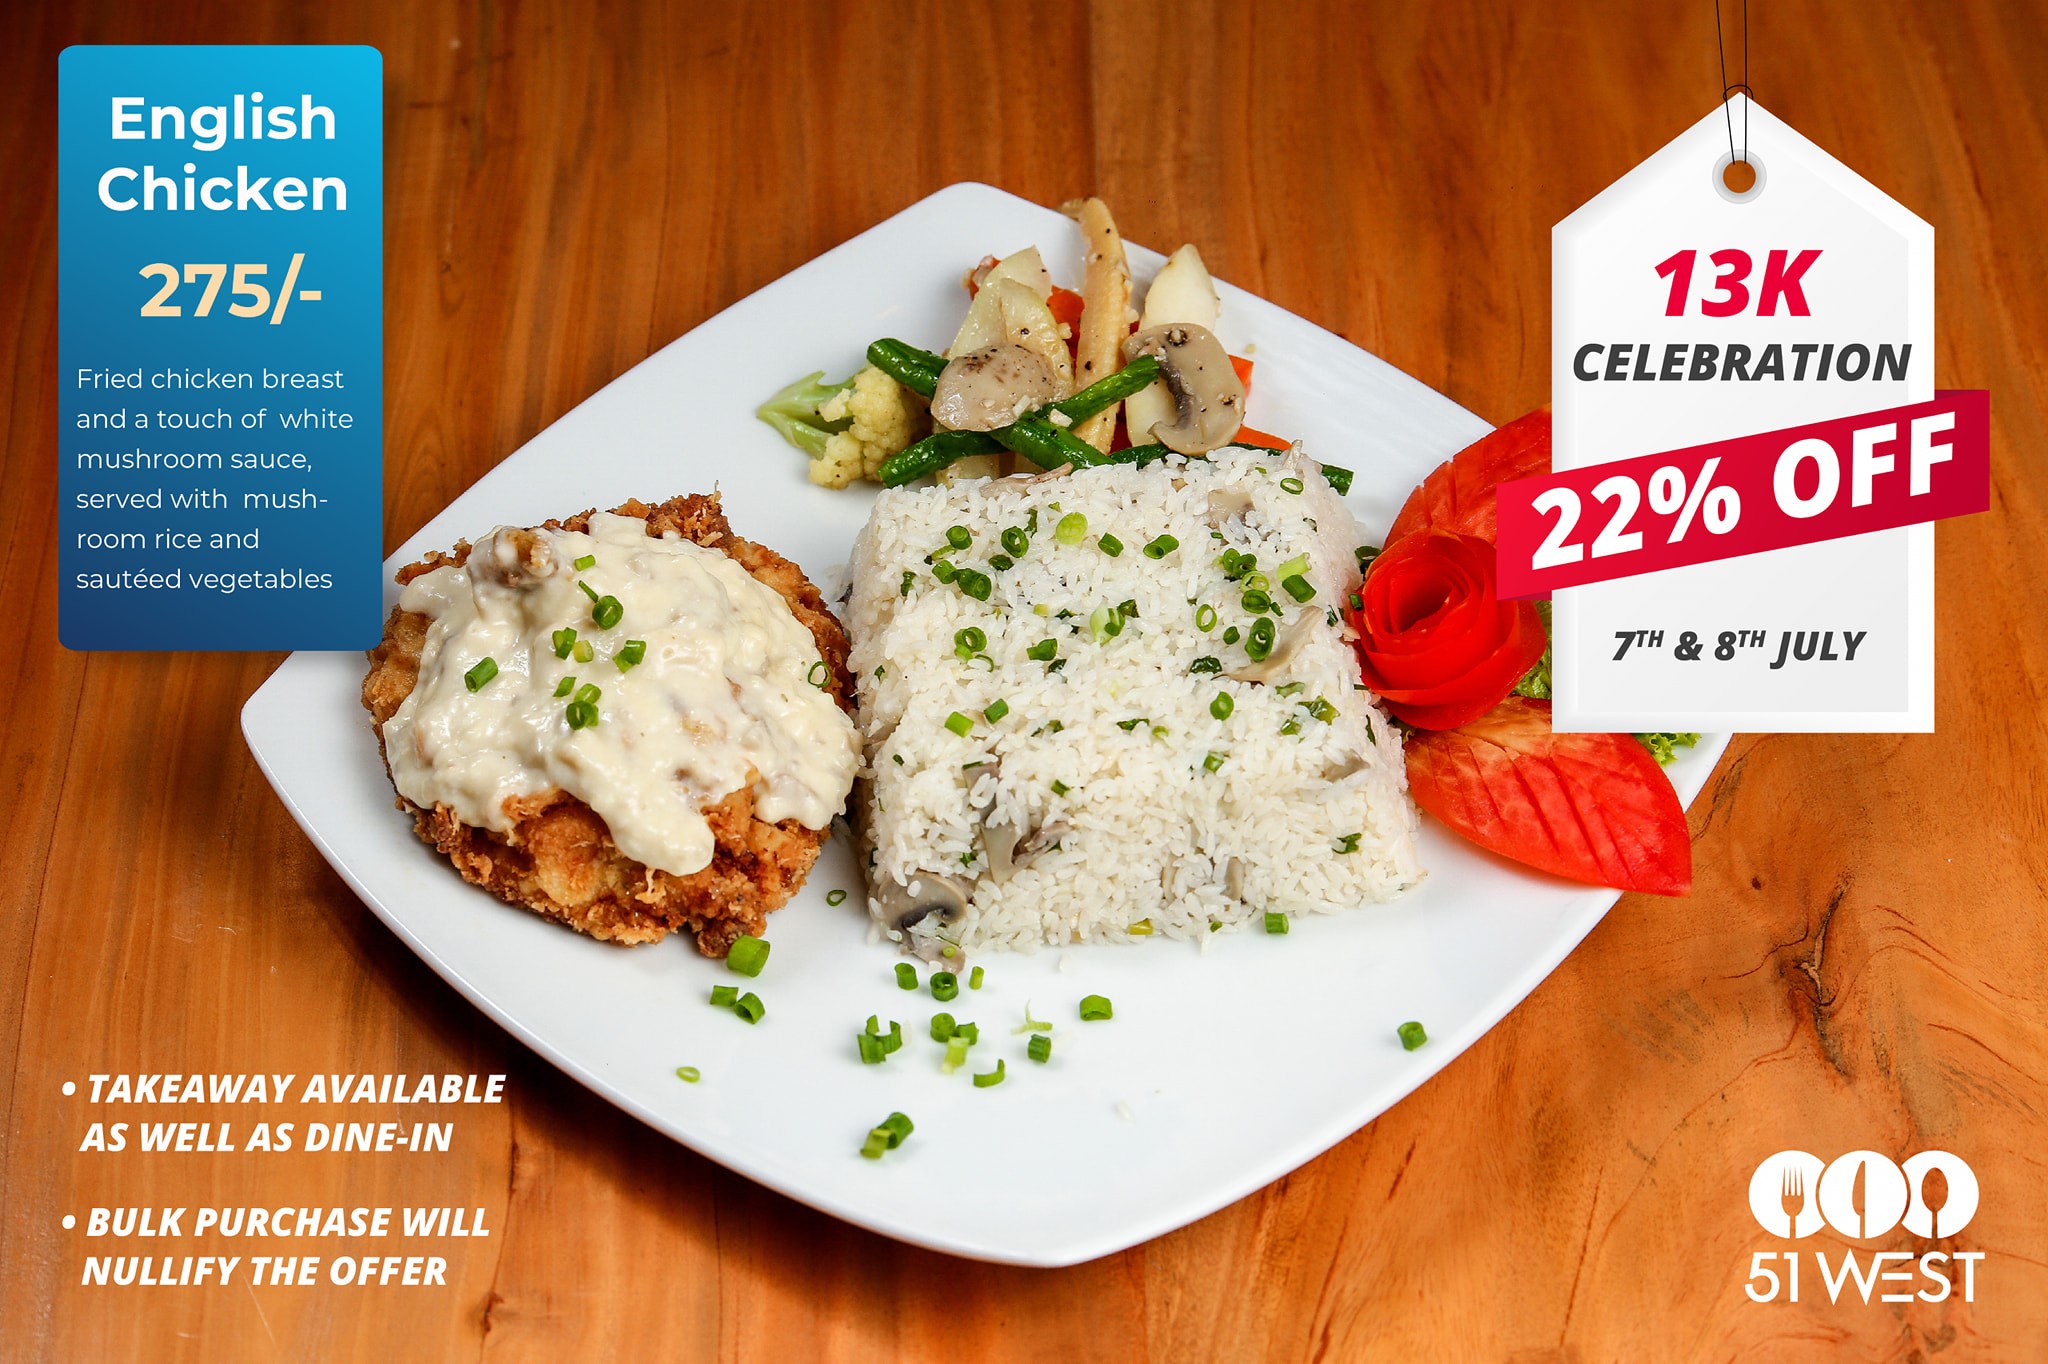 English
Chicken
275/-
Fried chicken breast
and a touch of white
mushroom sauce,
served with mush-
room rice and
sautéed vegetables
13K
CELEBRATION
22% OFF
7TH & 8TH JULY
• TAKEAWAY AVAILABLE
AS WELL AS DINE-IN
• BULK PURCHASE WILL
NULLIFY THE OFFER
51 WEST